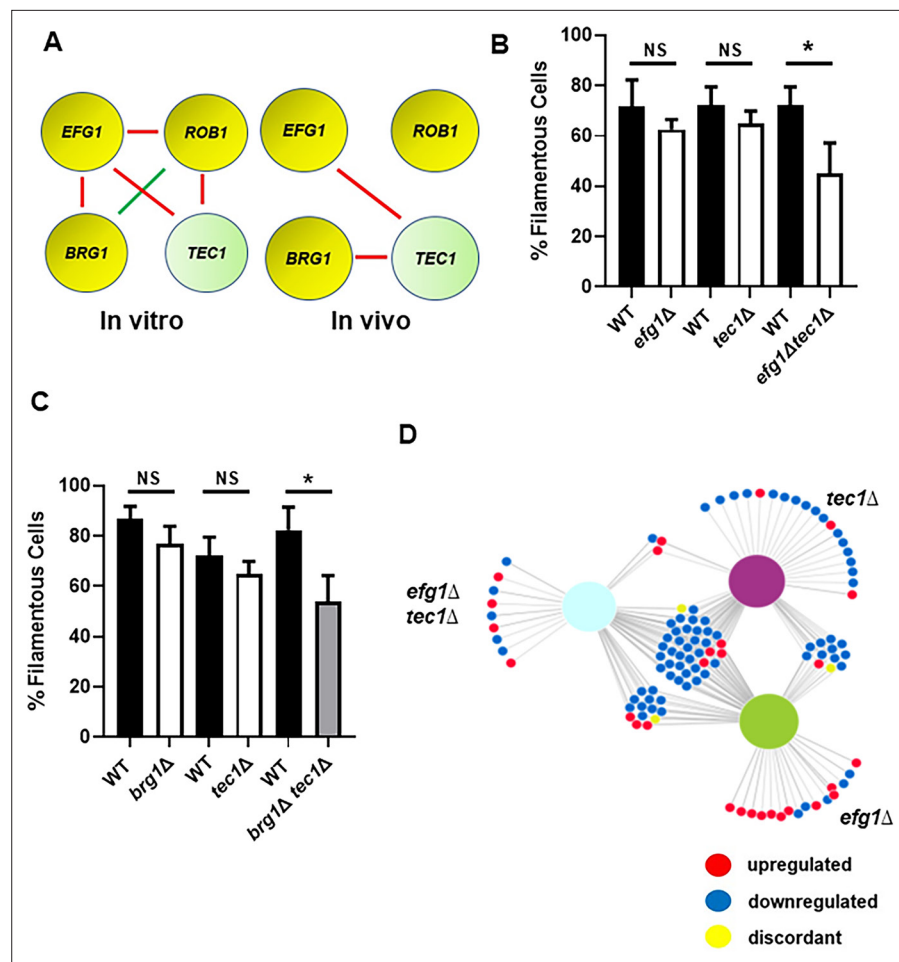 A
EFG1
ROB1
BRG1
TEC1
In vitro
EFG1
ROB1
BRG1
TEC1
In vivo
B
% Filamentous Cells
100
80
60
40
20
0
NS
NS
*
WT
efg1Δ
WT
tec1Δ
WT
efg1Δtec1Δ
C
% Filamentous Cells
100
80
60
40
20
0
NS
NS
*
WT
brg1Δ
WT
tec1Δ
WT
brg1Δ tec1Δ
D
tec1Δ
efg1Δ
tec1Δ
efg1Δ
upregulated
downregulated
discordant